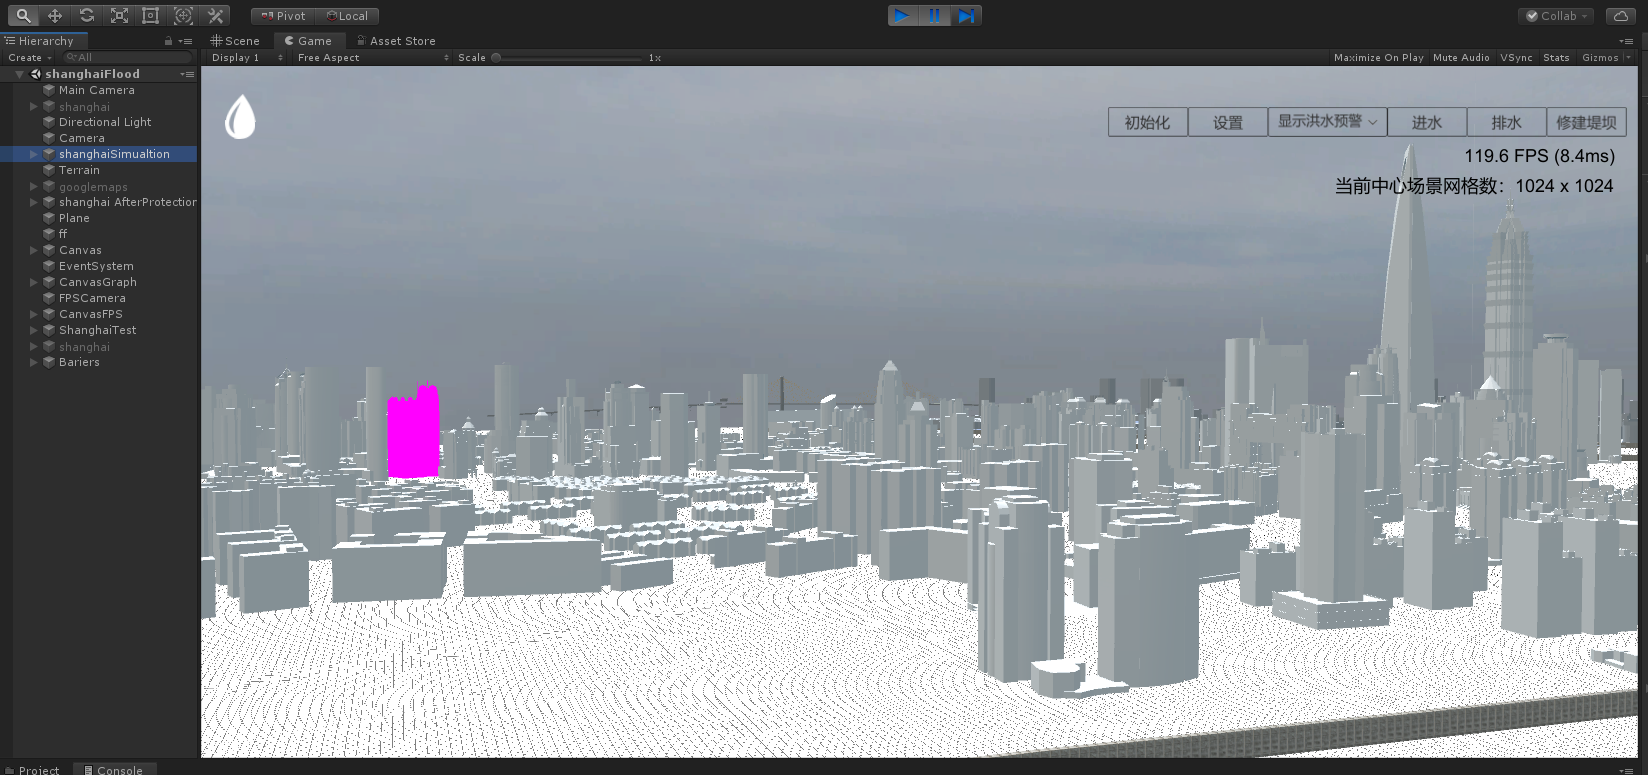 Pivot Local
Collab
Hierarchy
Scene Game Asset Store
Create All
Display 1 Free Aspect Scale 1x Maximize On Play Mute Audio VSync Stats Gizmos
shanghaiFlood
Main Camera
shanghai
Directional Light
Camera
shanghaiSimualtion
Terrain
googlemaps
shanghai AfterProtection
Plane
ff
Canvas
EventSystem
CanvasGraph
FPSCamera
CanvasFPS
ShanghaiTest
shanghai
Bariers
初始化 设置 显示洪水预警 进水 排水 修建堤坝
119.6 FPS (8.4ms)
当前中心场景网格数：1024 x 1024
Project Console